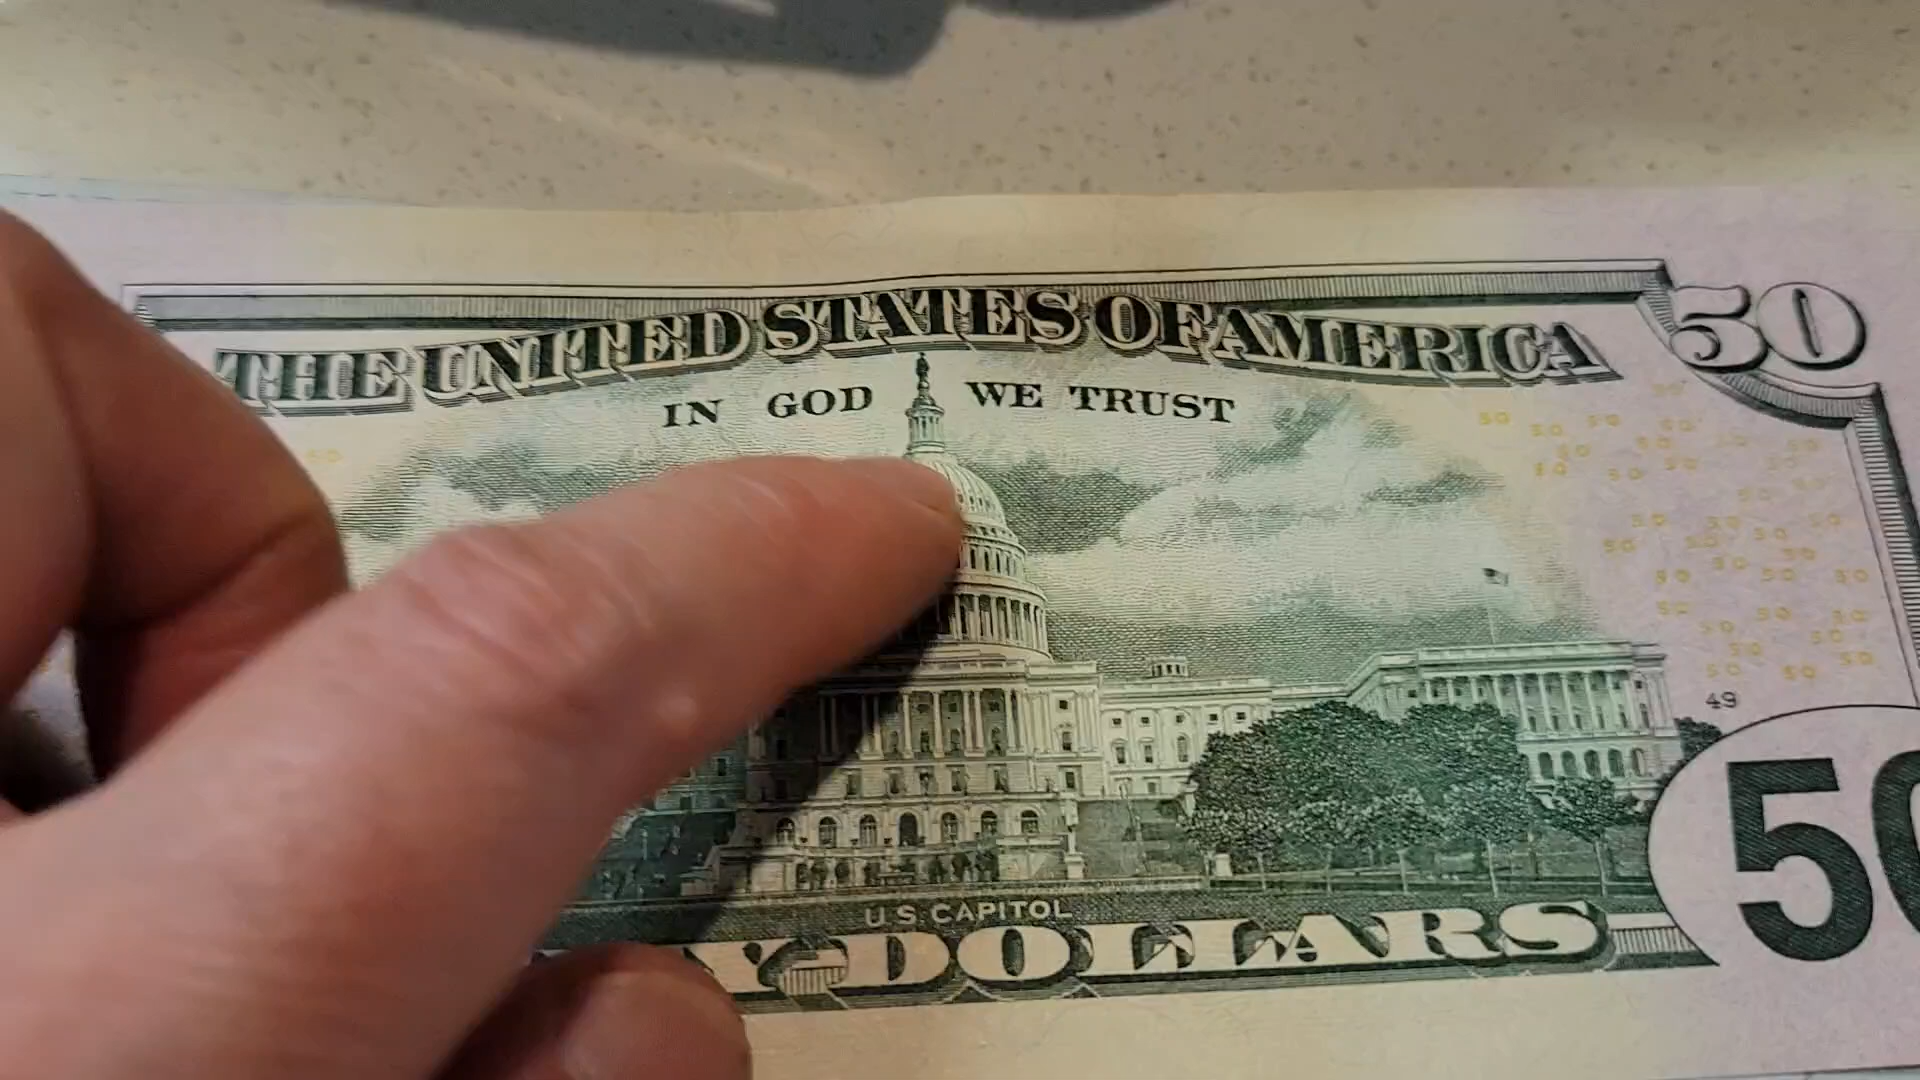 THE UNITED STATES OF AMERICA
50
IN GOD WE TRUST
49
50
U.S. CAPITOL
Y DOLLARS